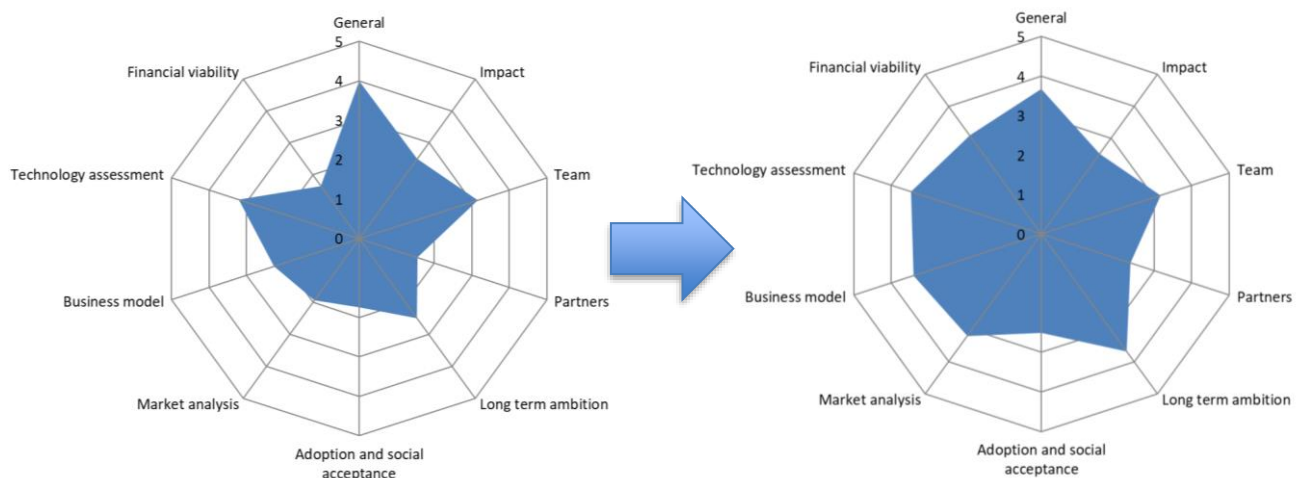 General
5
4
3
2
1
0
Impact
Team
Partners
Long term ambition
Adoption and social
acceptance
Market analysis
Business model
Technology assessment
Financial viability
General
5
4
3
2
1
0
Impact
Team
Partners
Long term ambition
Adoption and social
acceptance
Market analysis
Business model
Technology assessment
Financial viability